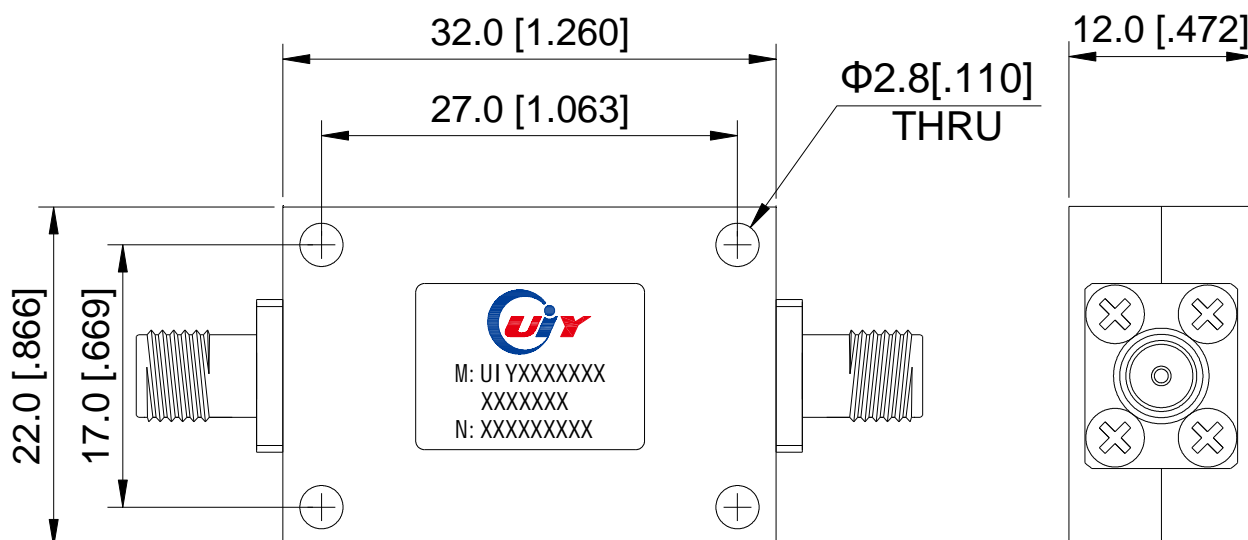 32.0 [1.260]
12.0 [.472]
27.0 [1.063]
Φ2.8[.110]
THRU
22.0 [.866]
17.0 [.669]
UiY
M: UIYXXXXXXX
XXXXXXX
N: XXXXXXXXX